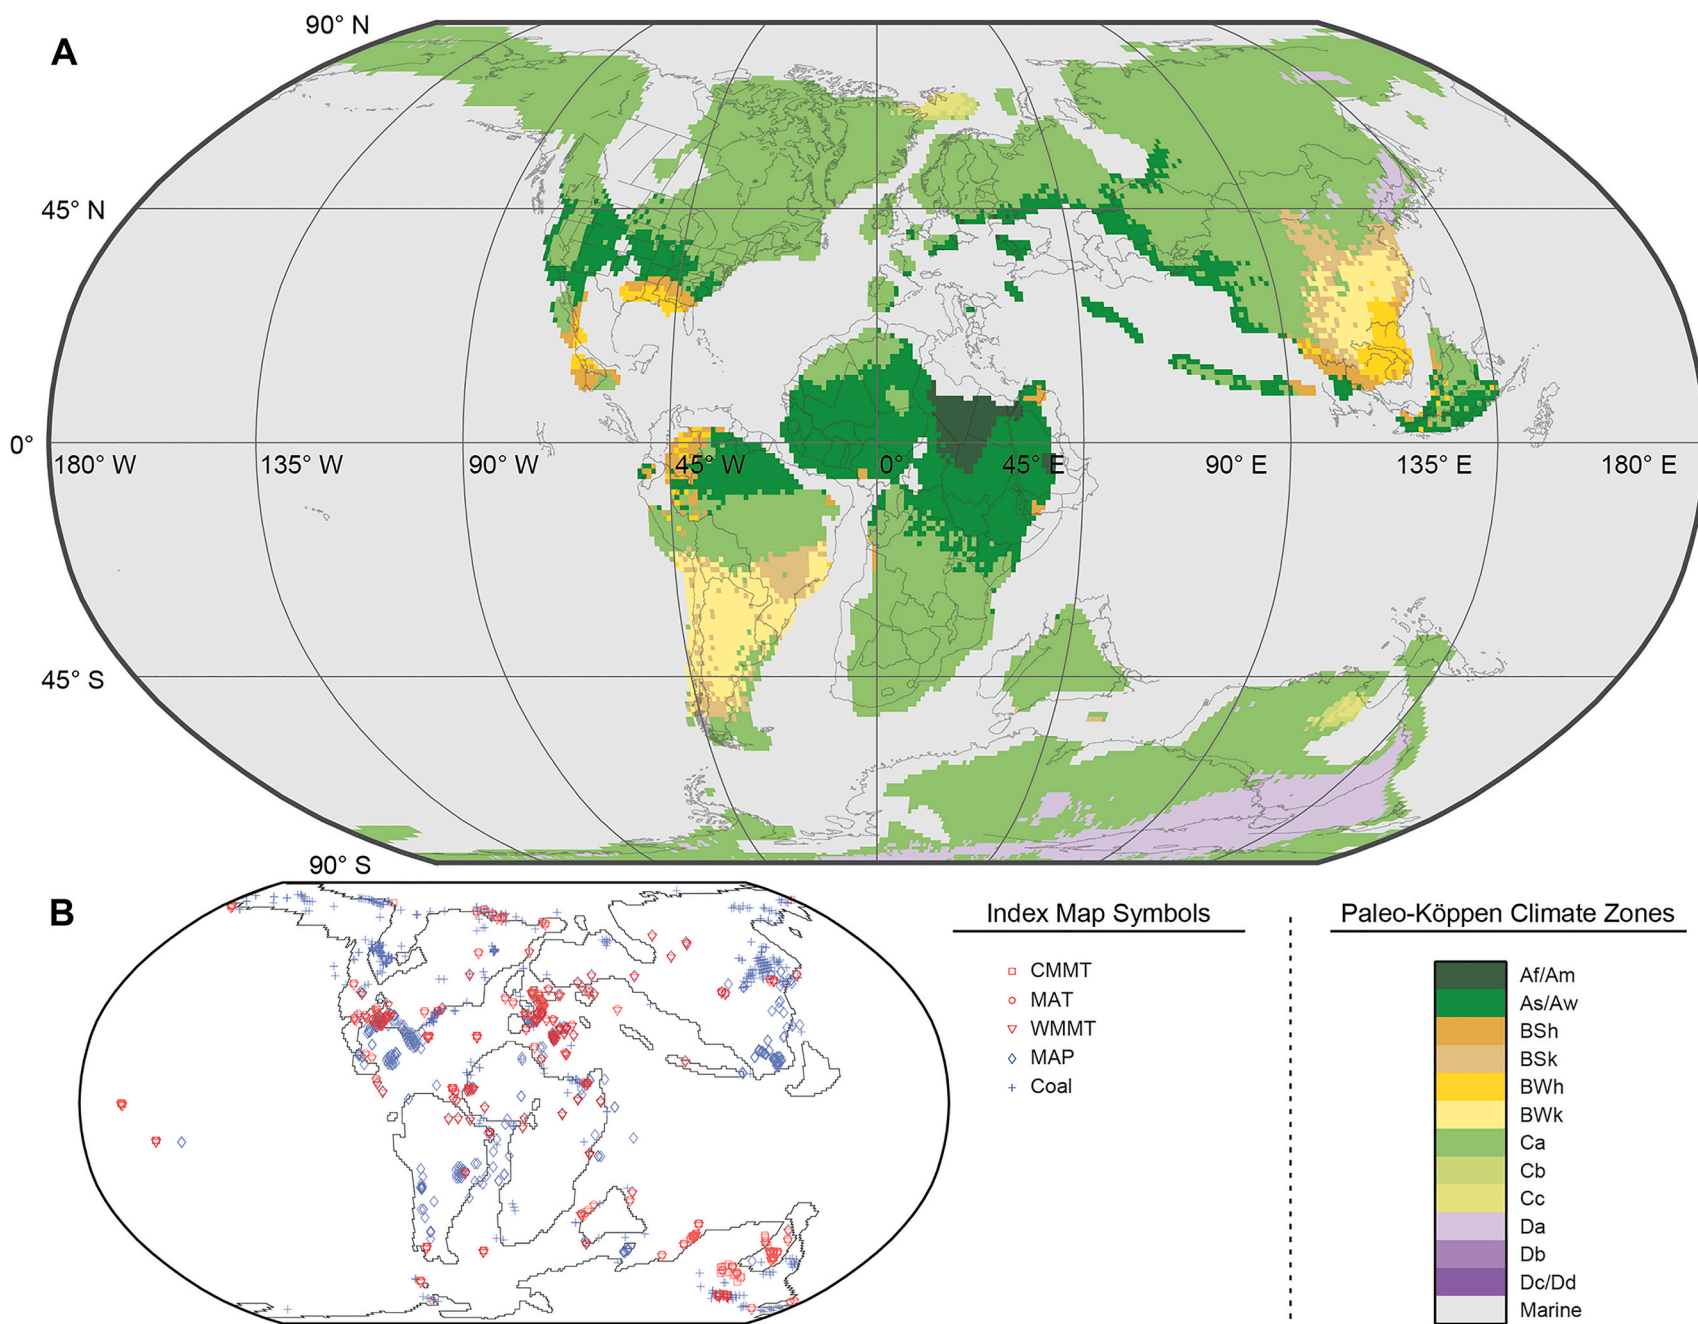 90° N
A
45° N
0°
180° W 135° W 90° W 45° W 0° 45° E 90° E 135° E 180° E
45° S
90° S
B
Index Map Symbols
CMMT
MAT
WMMT
MAP
Coal
Paleo-Köppen Climate Zones
Af/Am
As/Aw
BSh
BSk
BWh
BWk
Ca
Cb
Cc
Da
Db
Dc/Dd
Marine